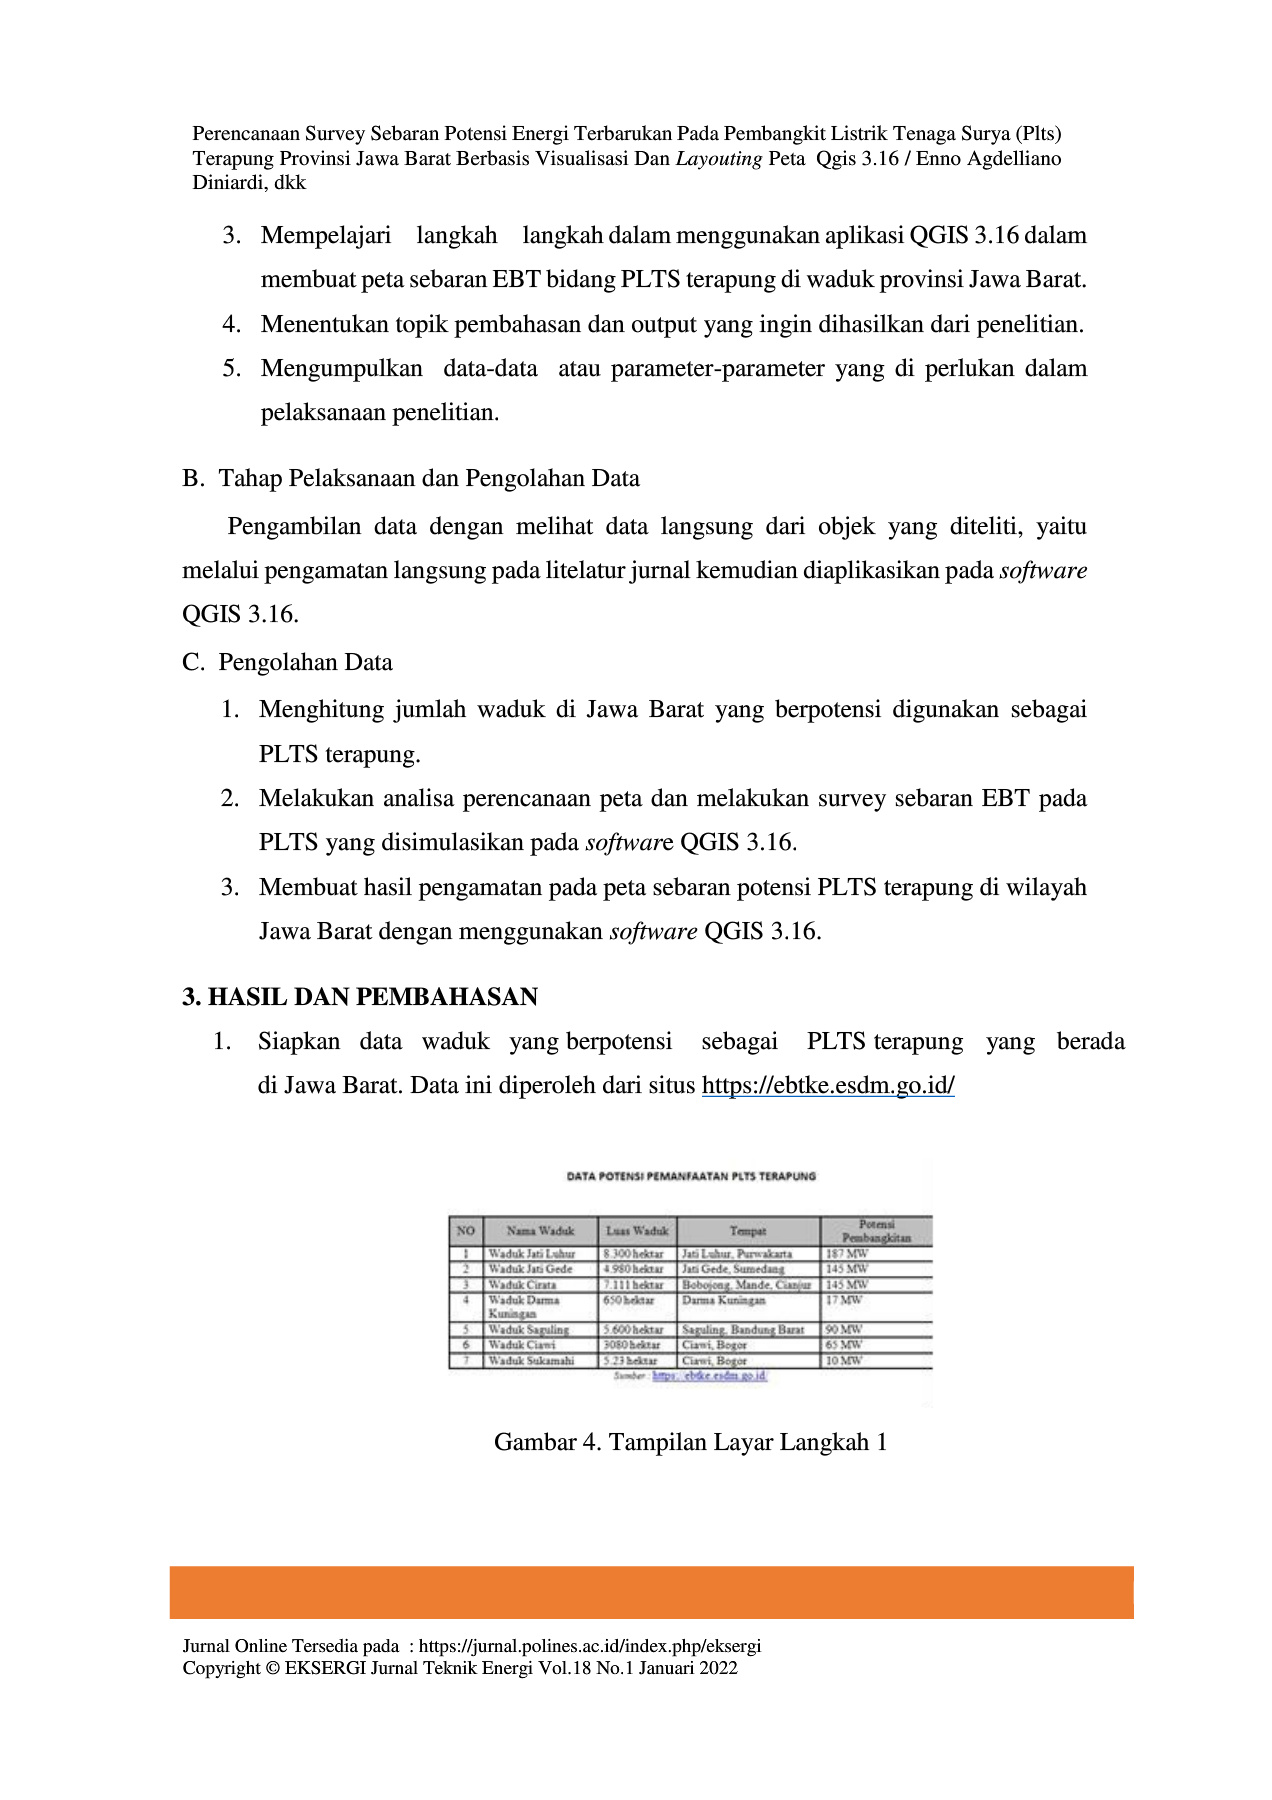 Perencanaan Survey Sebaran Potensi Energi Terbarukan Pada Pembangkit Listrik Tenaga Surya (Plts)
Terapung Provinsi Jawa Barat Berbasis Visualisasi Dan Layouting Peta Qgis 3.16 / Enno Agdelliano
Diniardi, dkk
3. Mempelajari langkah langkah dalam menggunakan aplikasi QGIS 3.16 dalam
membuat peta sebaran EBT bidang PLTS terapung di waduk provinsi Jawa Barat.
4. Menentukan topik pembahasan dan output yang ingin dihasilkan dari penelitian.
5. Mengumpulkan data-data atau parameter-parameter yang di perlukan dalam
pelaksanaan penelitian.
B. Tahap Pelaksanaan dan Pengolahan Data
Pengambilan data dengan melihat data langsung dari objek yang diteliti, yaitu
melalui pengamatan langsung pada litelatur jurnal kemudian diaplikasikan pada software
QGIS 3.16.
C. Pengolahan Data
1. Menghitung jumlah waduk di Jawa Barat yang berpotensi digunakan sebagai
PLTS terapung.
2. Melakukan analisa perencanaan peta dan melakukan survey sebaran EBT pada
PLTS yang disimulasikan pada software QGIS 3.16.
3. Membuat hasil pengamatan pada peta sebaran potensi PLTS terapung di wilayah
Jawa Barat dengan menggunakan software QGIS 3.16.
3. HASIL DAN PEMBAHASAN
1. Siapkan data waduk yang berpotensi sebagai PLTS terapung yang berada
di Jawa Barat. Data ini diperoleh dari situs https://ebtke.esdm.go.id/
DATA POTENSI PEMANFAATAN PLTS TERAPUNG
NO Nama Waduk Luas Waduk Tempat Potensi Pembangkitan
1 Waduk Jati Luhur 8.300 hektar Jati Luhur, Purwakarta 187 MW
2 Waduk Jati Gede 4.980 hektar Jati Gede, Sumedang 145 MW
3 Waduk Cirata 7.111 hektar Bobojong, Mande, Cianjur 145 MW
4 Waduk Darma Kuningan 650 hektar Darma Kuningan 17 MW
5 Waduk Saguling 5.600 hektar Saguling, Bandung Barat 90 MW
6 Waduk Ciawi 3080 hektar Ciawi, Bogor 65 MW
7 Waduk Sukamahi 5.23 hektar Ciawi, Bogor 10 MW
Sumber : https: ebtke.esdm.go.id/
Gambar 4. Tampilan Layar Langkah 1
Jurnal Online Tersedia pada : https://jurnal.polines.ac.id/index.php/eksergi
Copyright © EKSERGI Jurnal Teknik Energi Vol.18 No.1 Januari 2022